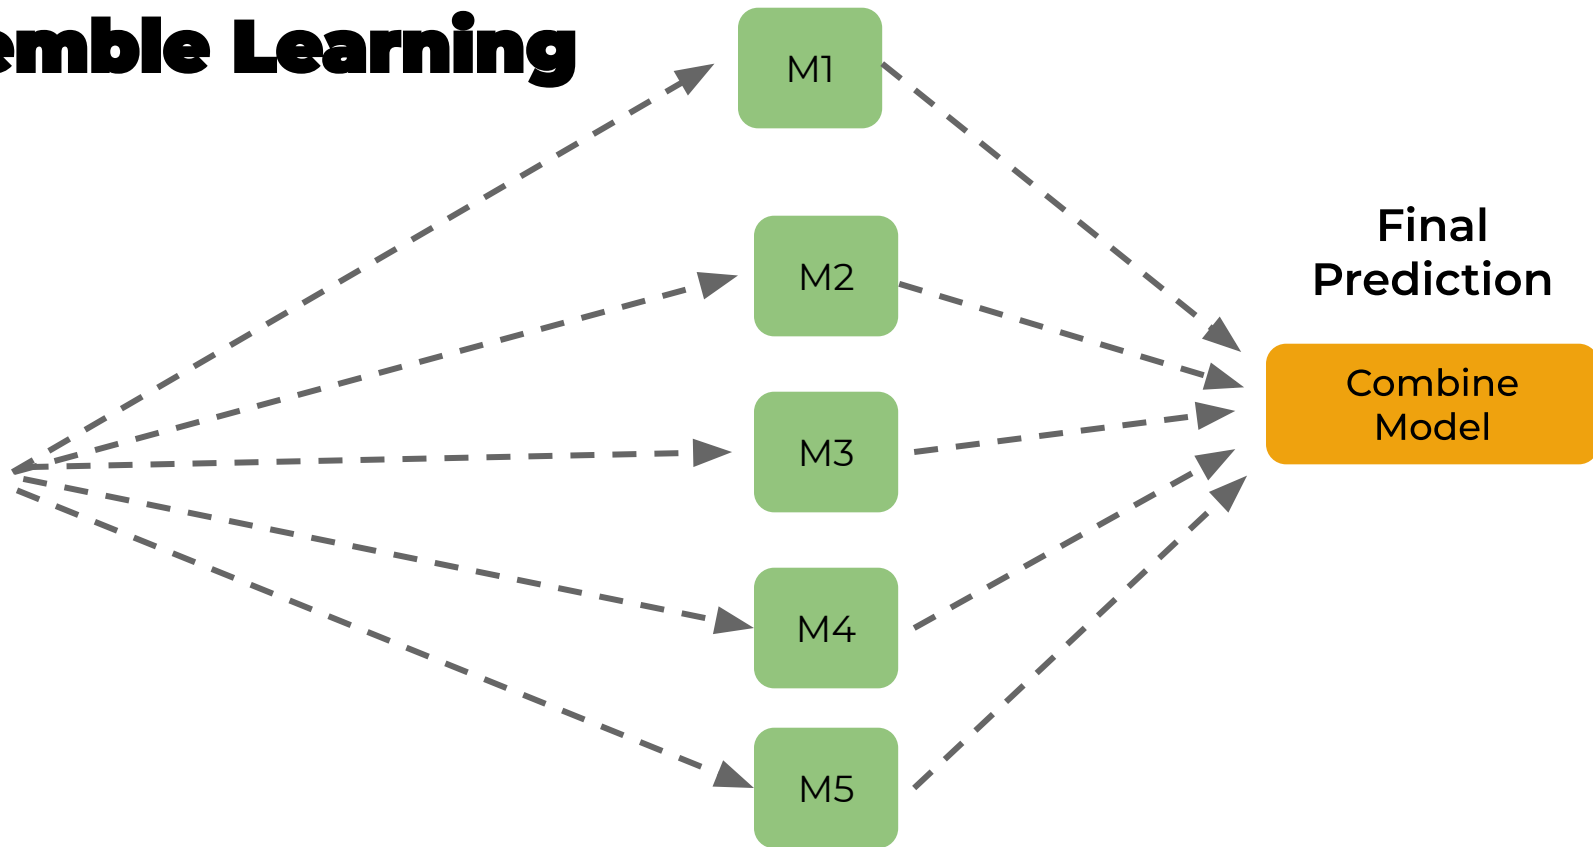 emble Learning
M1
M2
M3
M4
M5
Final
Prediction
Combine
Model